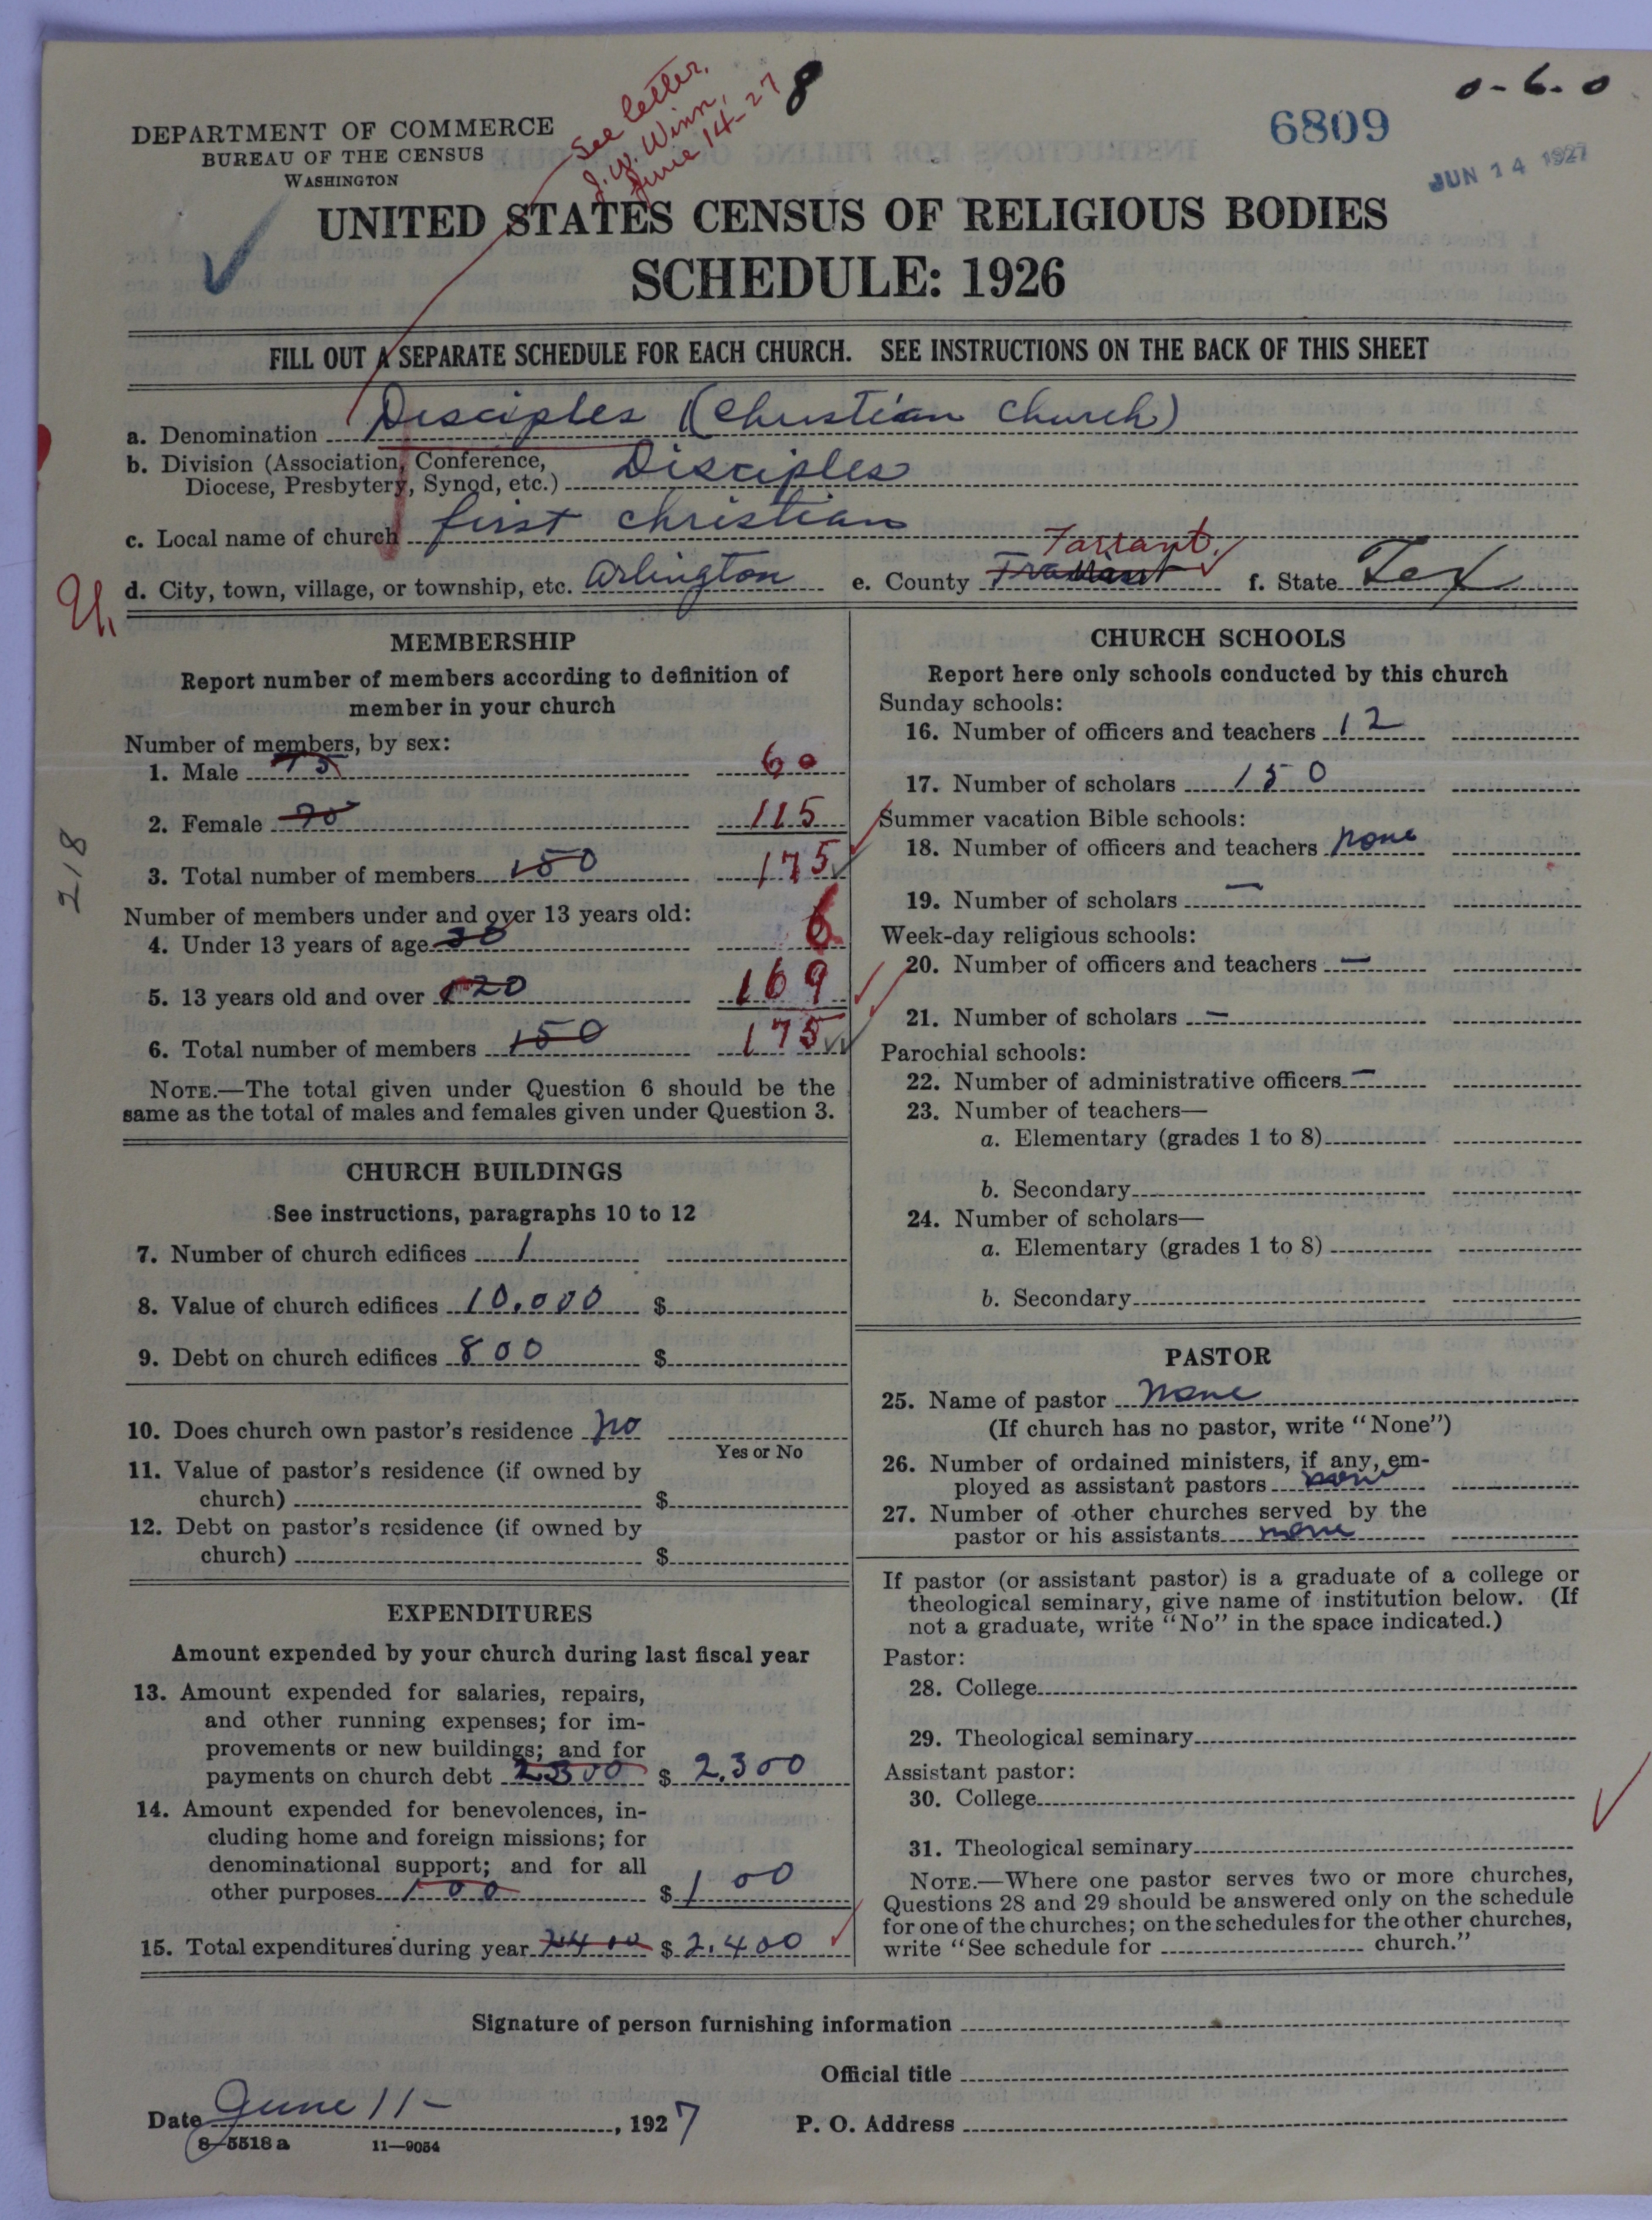 See letter,
J. W. Winn,
June 14-27
8
0-6.0
6809
JUN 14 1927
DEPARTMENT OF COMMERCE
BUREAU OF THE CENSUS
WASHINGTON
UNITED STATES CENSUS OF RELIGIOUS BODIES
SCHEDULE: 1926
FILL OUT A SEPARATE SCHEDULE FOR EACH CHURCH. SEE INSTRUCTIONS ON THE BACK OF THIS SHEET
a. Denomination Disciples (Christian Church)
b. Division (Association, Conference,
Diocese, Presbytery, Synod, etc.) Disciples
c. Local name of church first christian
Tarrant
d. City, town, village, or township, etc. Arlington e. County f. State Tex
218
MEMBERSHIP
Report number of members according to definition of
member in your church
Number of members, by sex:
1. Male 75 60
2. Female 115
3. Total number of members 150 175
Number of members under and over 13 years old:
4. Under 13 years of age 30 6
5. 13 years old and over 120 169
6. Total number of members 150 175
NOTE.—The total given under Question 6 should be the
same as the total of males and females given under Question 3.
CHURCH BUILDINGS
See instructions, paragraphs 10 to 12
7. Number of church edifices 1
8. Value of church edifices 10,000 $
9. Debt on church edifices 800 $
10. Does church own pastor's residence no
Yes or No
11. Value of pastor's residence (if owned by
church) $
12. Debt on pastor's residence (if owned by
church) $
EXPENDITURES
Amount expended by your church during last fiscal year
13. Amount expended for salaries, repairs,
and other running expenses; for im-
provements or new buildings; and for
payments on church debt 2300 $ 2,300
14. Amount expended for benevolences, in-
cluding home and foreign missions; for
denominational support; and for all
other purposes 100 $ 100
15. Total expenditures during year 2400 $ 2,400
CHURCH SCHOOLS
Report here only schools conducted by this church
Sunday schools:
16. Number of officers and teachers 12
17. Number of scholars 150
Summer vacation Bible schools:
18. Number of officers and teachers none
19. Number of scholars —
Week-day religious schools:
20. Number of officers and teachers —
21. Number of scholars —
Parochial schools:
22. Number of administrative officers —
23. Number of teachers—
a. Elementary (grades 1 to 8)
b. Secondary
24. Number of scholars—
a. Elementary (grades 1 to 8)
b. Secondary
PASTOR
25. Name of pastor none
(If church has no pastor, write "None")
26. Number of ordained ministers, if any, em-
ployed as assistant pastors none
27. Number of other churches served by the
pastor or his assistants none
If pastor (or assistant pastor) is a graduate of a college or
theological seminary, give name of institution below. (If
not a graduate, write "No" in the space indicated.)
Pastor:
28. College
29. Theological seminary
Assistant pastor:
30. College
31. Theological seminary
NOTE.—Where one pastor serves two or more churches,
Questions 28 and 29 should be answered only on the schedule
for one of the churches; on the schedules for the other churches,
write "See schedule for church."
Signature of person furnishing information
Official title
Date June 11- , 1927 P. O. Address
8-5518 a 11—9054